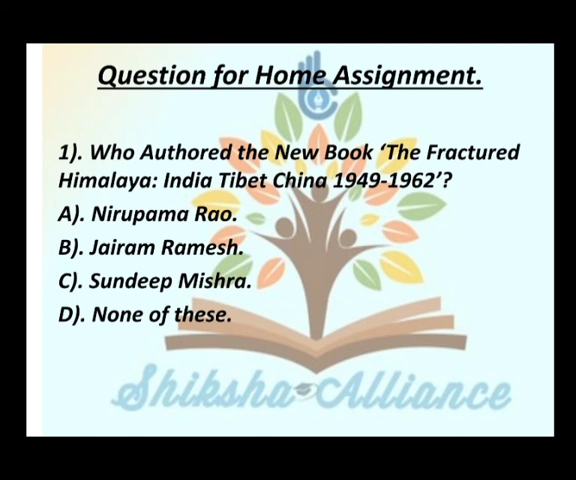 Question for Home Assignment.
1). Who Authored the New Book ‘The Fractured
Himalaya: India Tibet China 1949-1962’?
A). Nirupama Rao.
B). Jairam Ramesh.
C). Sundeep Mishra.
D). None of these.
Shiksha Alliance